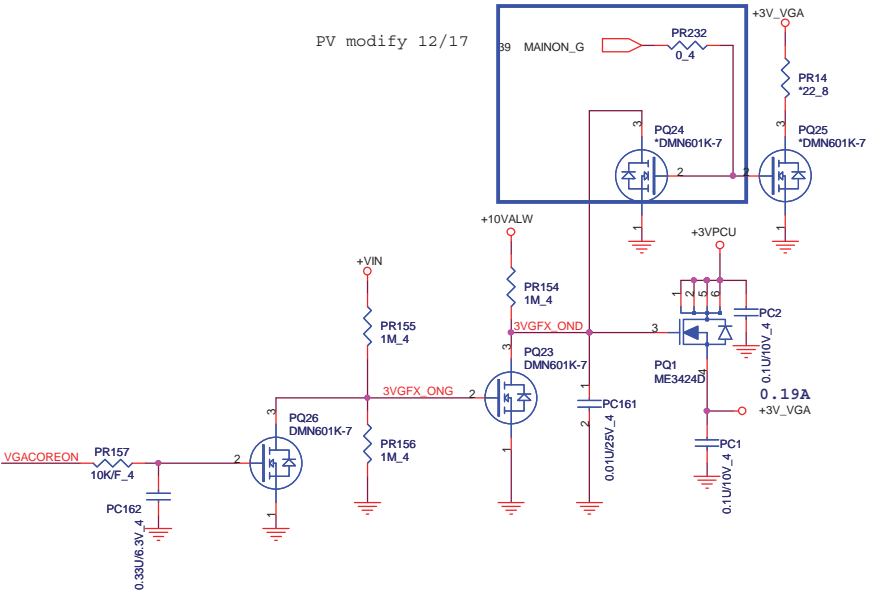 PV modify 12/17
39 MAINON_G
PR232
0_4
+3V_VGA
PR14
*22_8
3
PQ24
*DMN601K-7
2
1
3
PQ25
*DMN601K-7
2
1
+10VALW
PR154
1M_4
3VGFX_OND
+3VPCU
1
2
5
6
3
4
PC2
0.1U/10V_4
PQ1
ME3424D
0.19A
+3V_VGA
PC1
0.1U/10V_4
+VIN
PR155
1M_4
3VGFX_ONG
3
PQ23
DMN601K-7
2
1
1
PC161
2
0.01U/25V_4
3
PQ26
DMN601K-7
2
1
PR156
1M_4
VGACOREON
PR157
10K/F_4
PC162
0.33U/6.3V_4